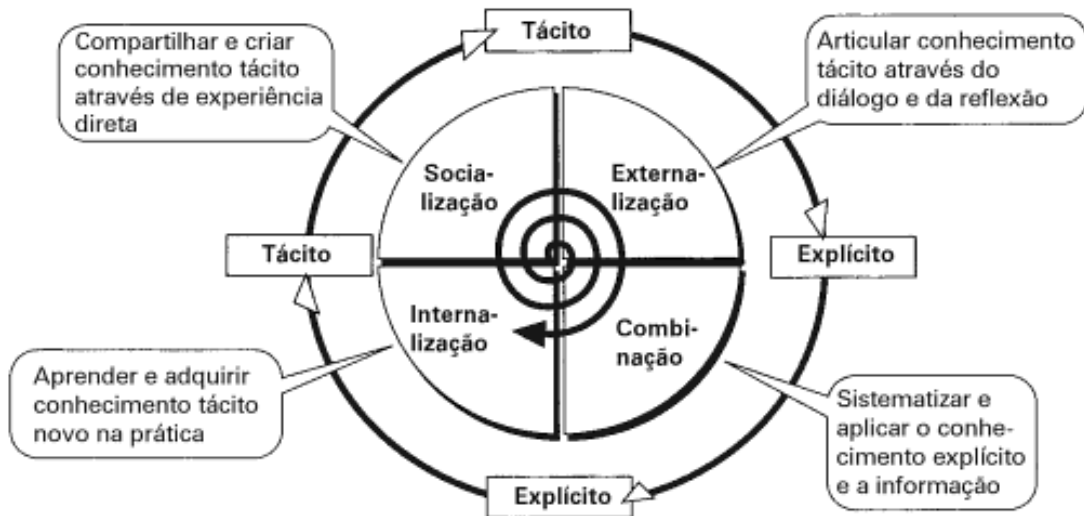 Tácito
Compartilhar e criar
conhecimento tácito
através de experiência
direta
Articular conhecimento
tácito através do
diálogo e da reflexão
Socia-
lização
Externa-
lização
Tácito
Explícito
Interna-
lização
Combi-
nação
Aprender e adquirir
conhecimento tácito
novo na prática
Sistematizar e
aplicar o conhe-
cimento explícito
e a informação
Explícito